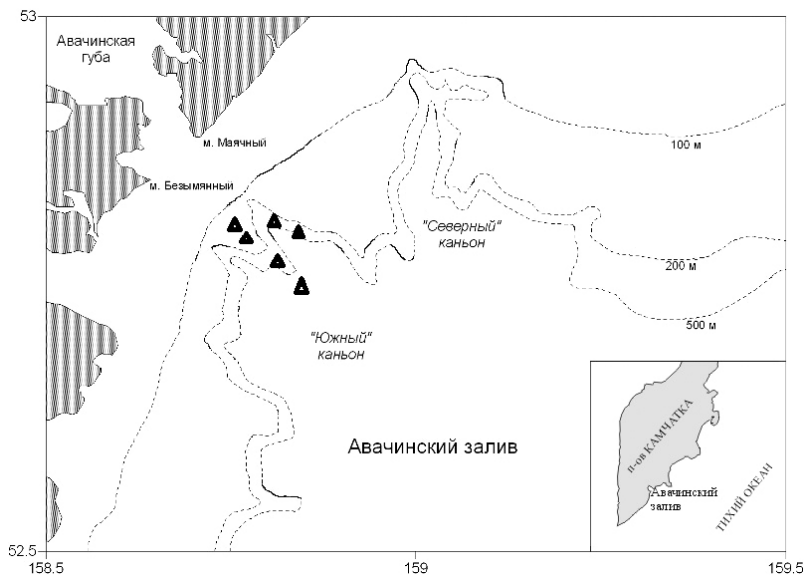 53
Авачинская
губа
м. Маячный
100 м
м. Безымянный
"Северный"
каньон
200 м
500 м
"Южный"
каньон
Авачинский залив
п-ов КАМЧАТКА
Авачинский
залив
ТИХИЙ ОКЕАН
52.5
158.5
159
159.5